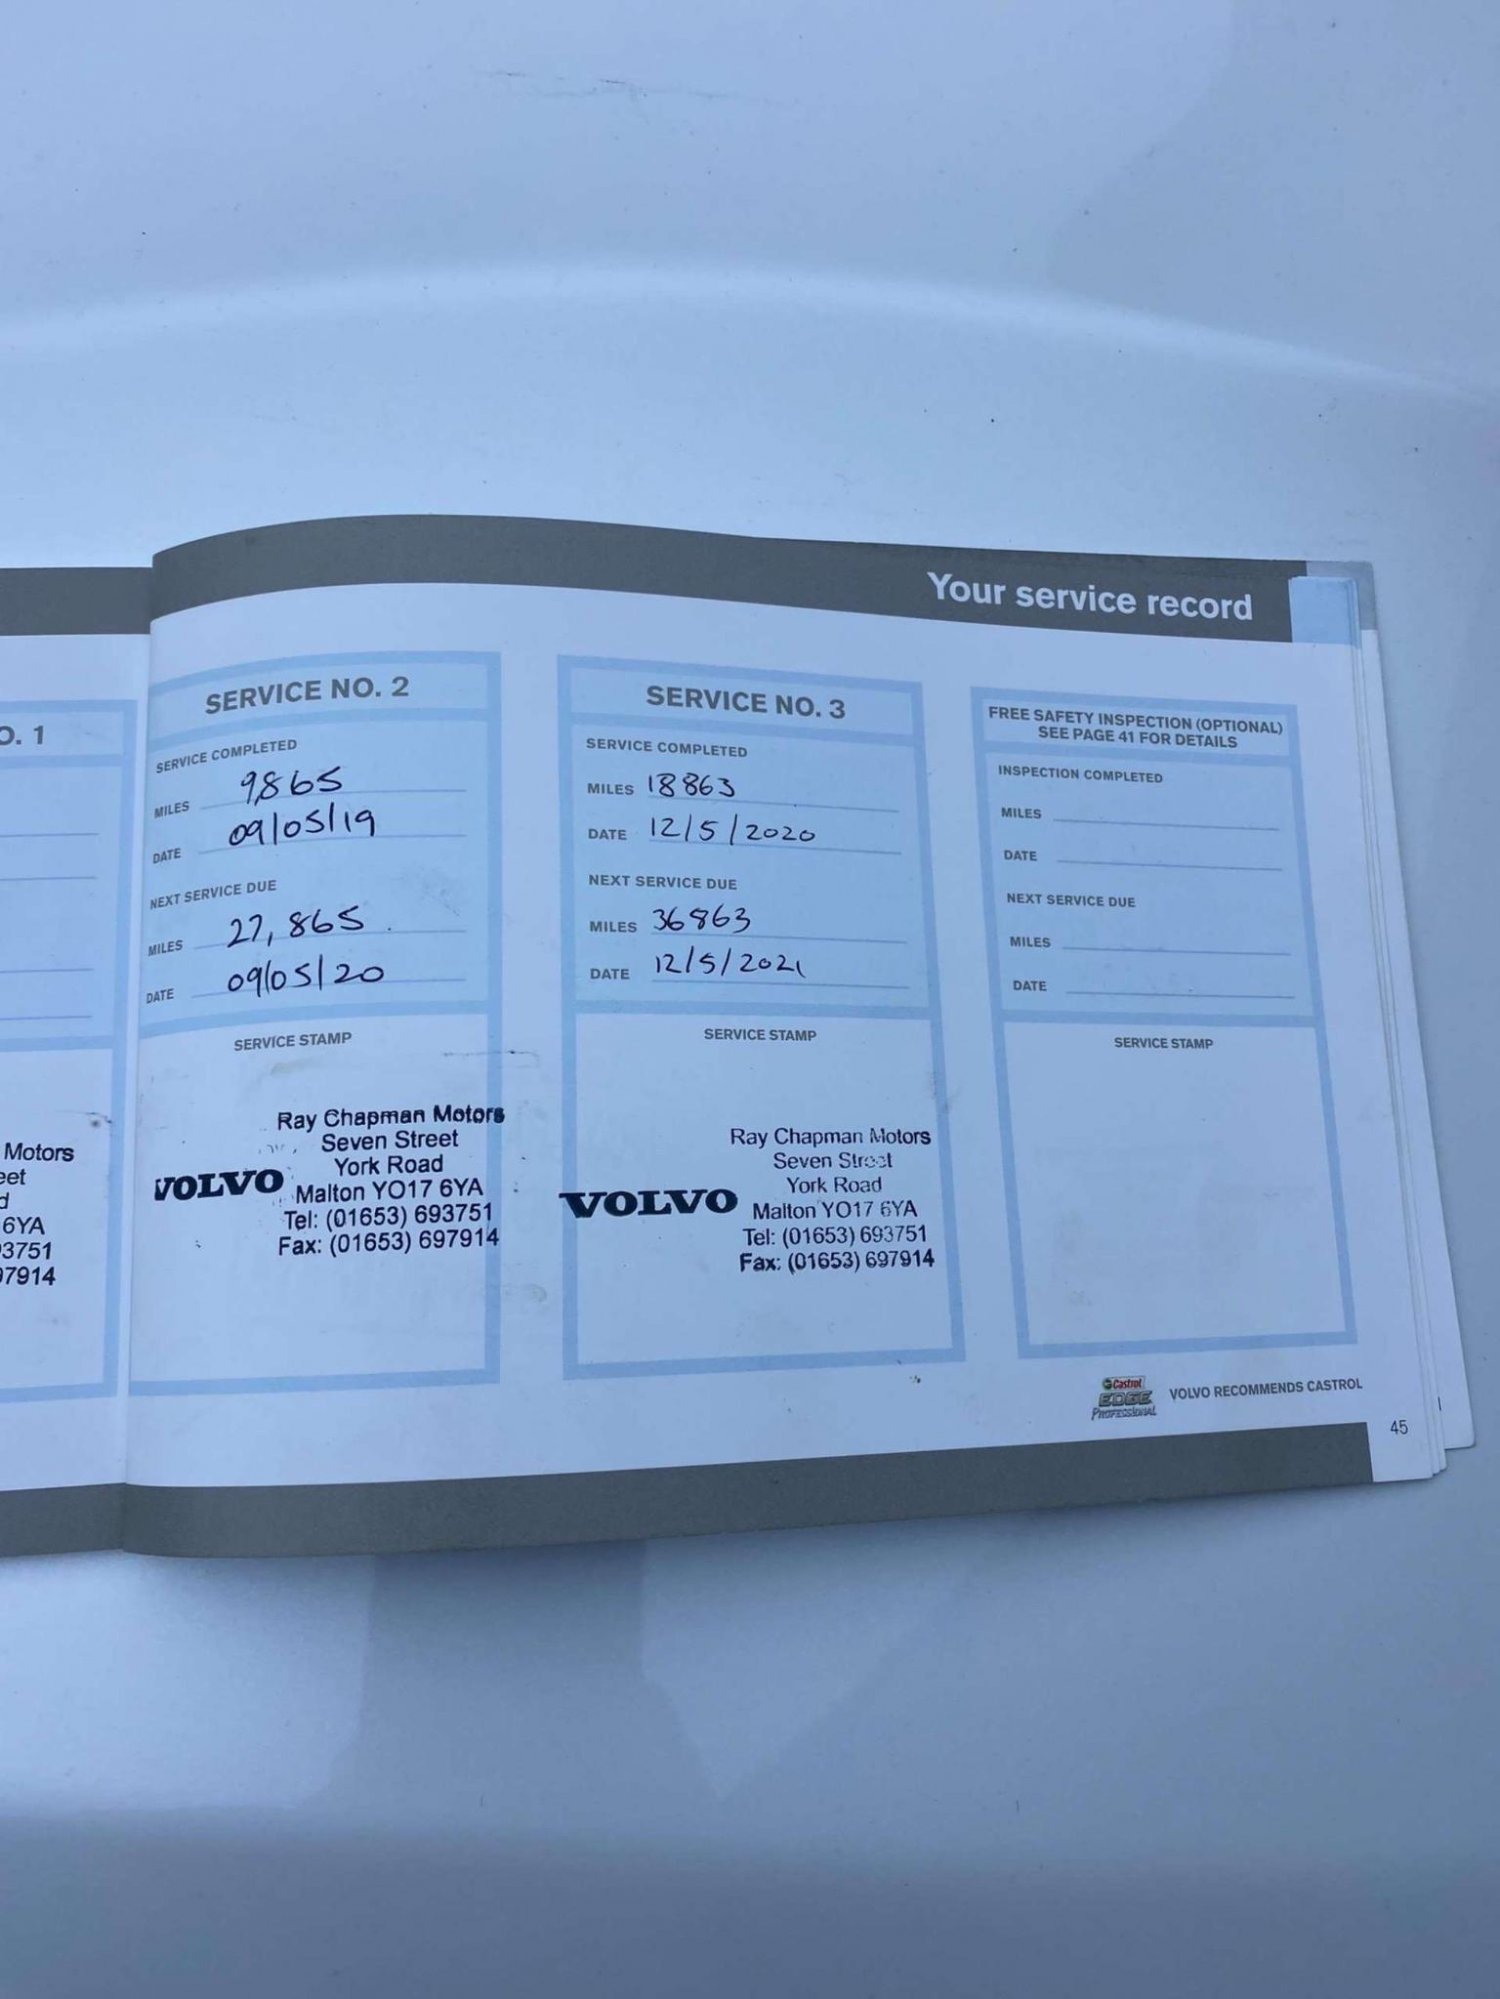 Your service record
O. 1
Motors
eet
d
6YA
3751
97914
SERVICE NO. 2
SERVICE COMPLETED
MILES 9,865
DATE 09/05/19
NEXT SERVICE DUE
MILES 27,865
DATE 09/05/20
SERVICE STAMP
Ray Chapman Motors
Seven Street
York Road
VOLVO Malton YO17 6YA
Tel: (01653) 693751
Fax: (01653) 697914
SERVICE NO. 3
SERVICE COMPLETED
MILES 18863
DATE 12/5/2020
NEXT SERVICE DUE
MILES 36863
DATE 12/5/2021
SERVICE STAMP
Ray Chapman Motors
Seven Street
York Road
VOLVO Malton YO17 6YA
Tel: (01653) 693751
Fax: (01653) 697914
FREE SAFETY INSPECTION (OPTIONAL)
SEE PAGE 41 FOR DETAILS
INSPECTION COMPLETED
MILES
DATE
NEXT SERVICE DUE
MILES
DATE
SERVICE STAMP
Castrol
EDGE
PROFESSIONAL
VOLVO RECOMMENDS CASTROL
45